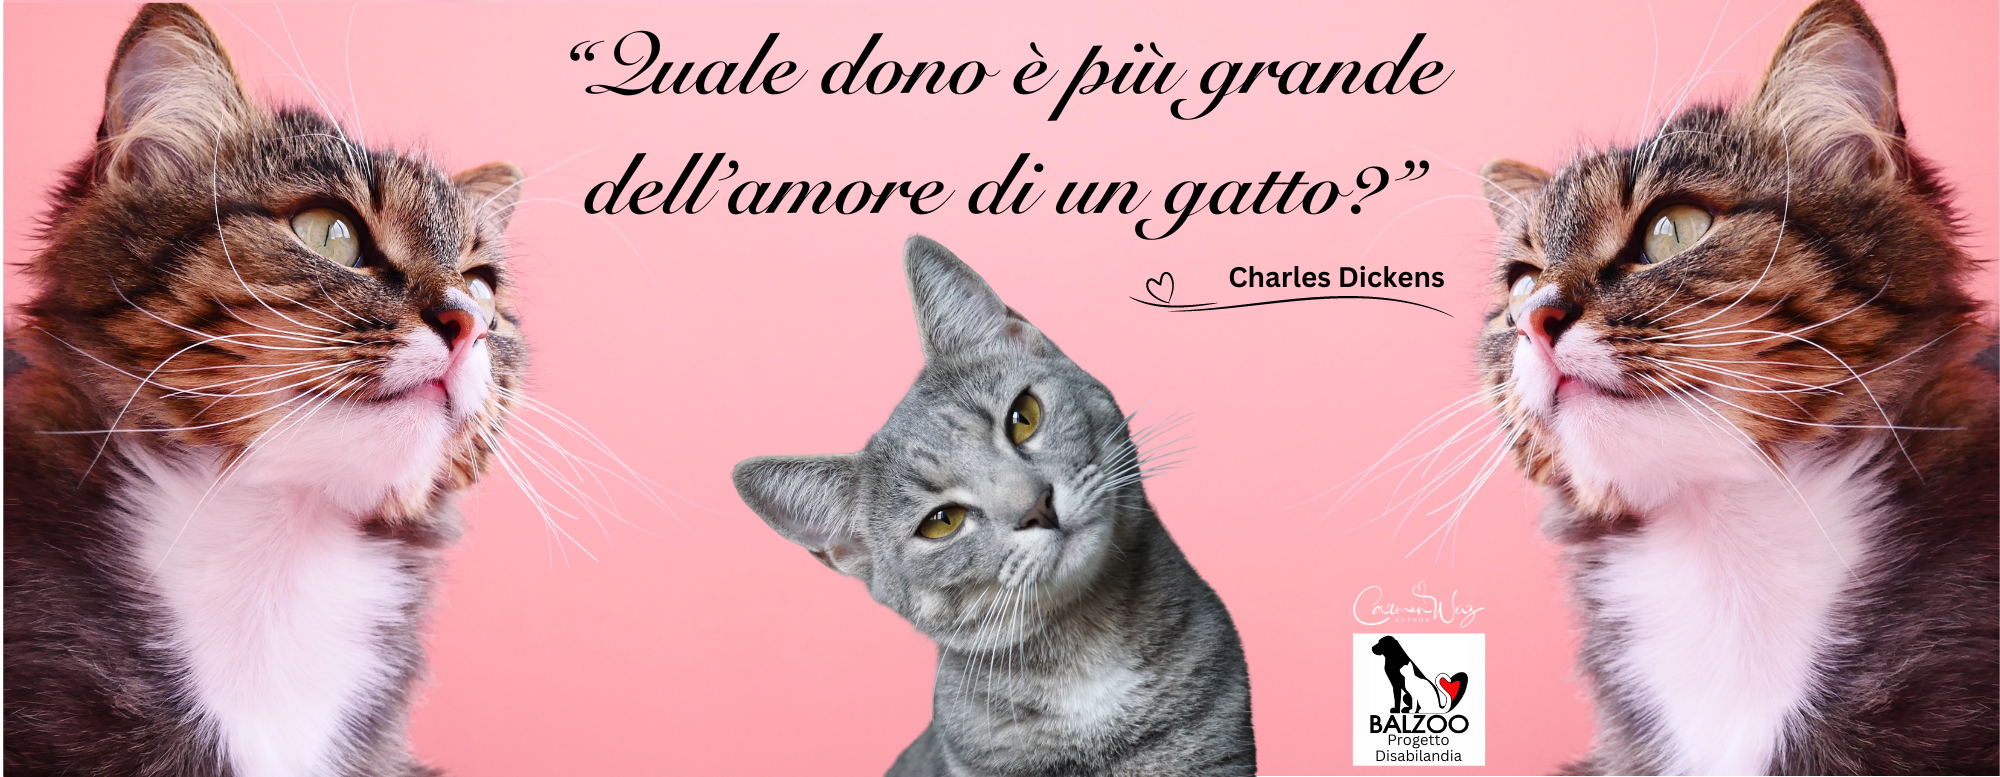 “Quale dono è più grande
dell’amore di un gatto?”
Charles Dickens
Carmen Weiz
AUTHOR
BALZOO
Progetto
Disabilandia